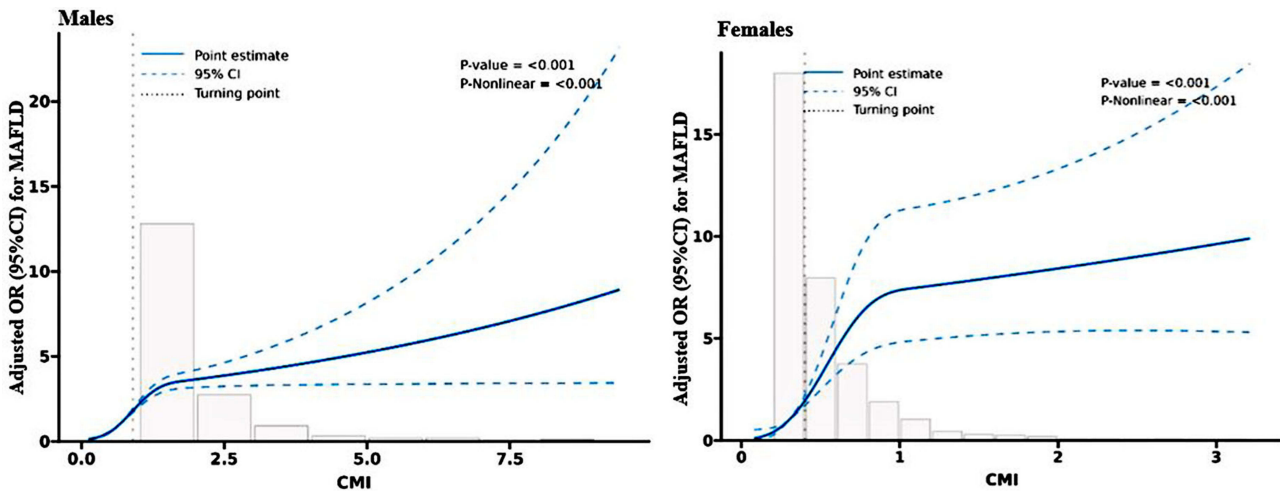 Males
Point estimate
95% CI
Turning point
P-value = <0.001
P-Nonlinear = <0.001
Adjusted OR (95%CI) for MAFLD
20
15
10
5
0
0.0
2.5
5.0
7.5
CMI
Females
Point estimate
95% CI
Turning point
P-value = <0.001
P-Nonlinear = <0.001
Adjusted OR (95%CI) for MAFLD
15
10
5
0
0
1
2
3
CMI